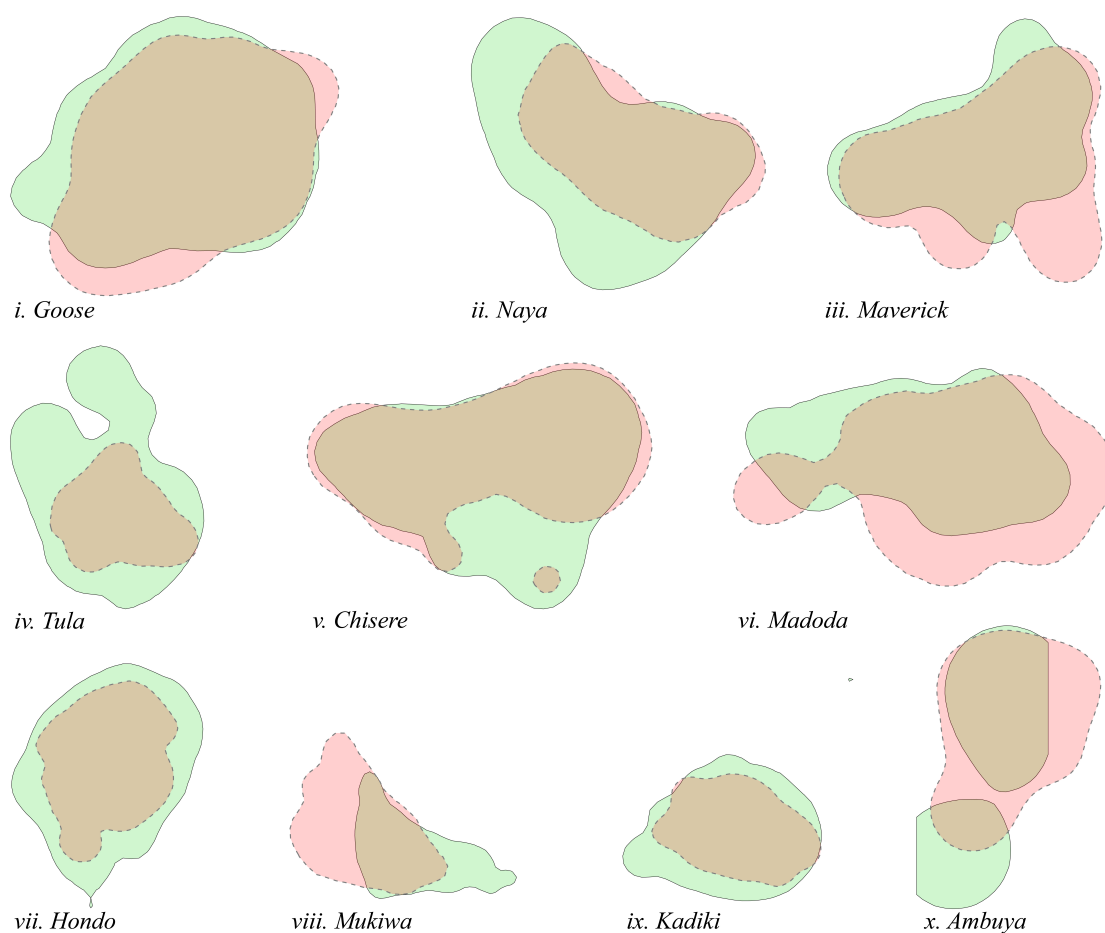 i. Goose
ii. Naya
iii. Maverick
iv. Tula
v. Chisere
vi. Madoda
vii. Hondo
viii. Mukiwa
ix. Kadiki
x. Ambuya